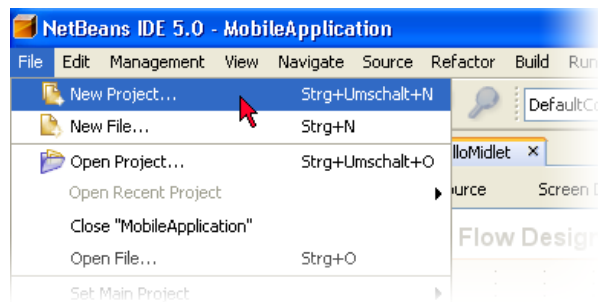 NetBeans IDE 5.0 - MobileApplication
File Edit Management View Navigate Source Refactor Build Run
New Project... Strg+Umschalt+N
DefaultCo
New File... Strg+N
lloMidlet ×
Open Project... Strg+Umschalt+O
ource Screen D
Open Recent Project
Close "MobileApplication"
Flow Desig
Open File... Strg+O
Set Main Project